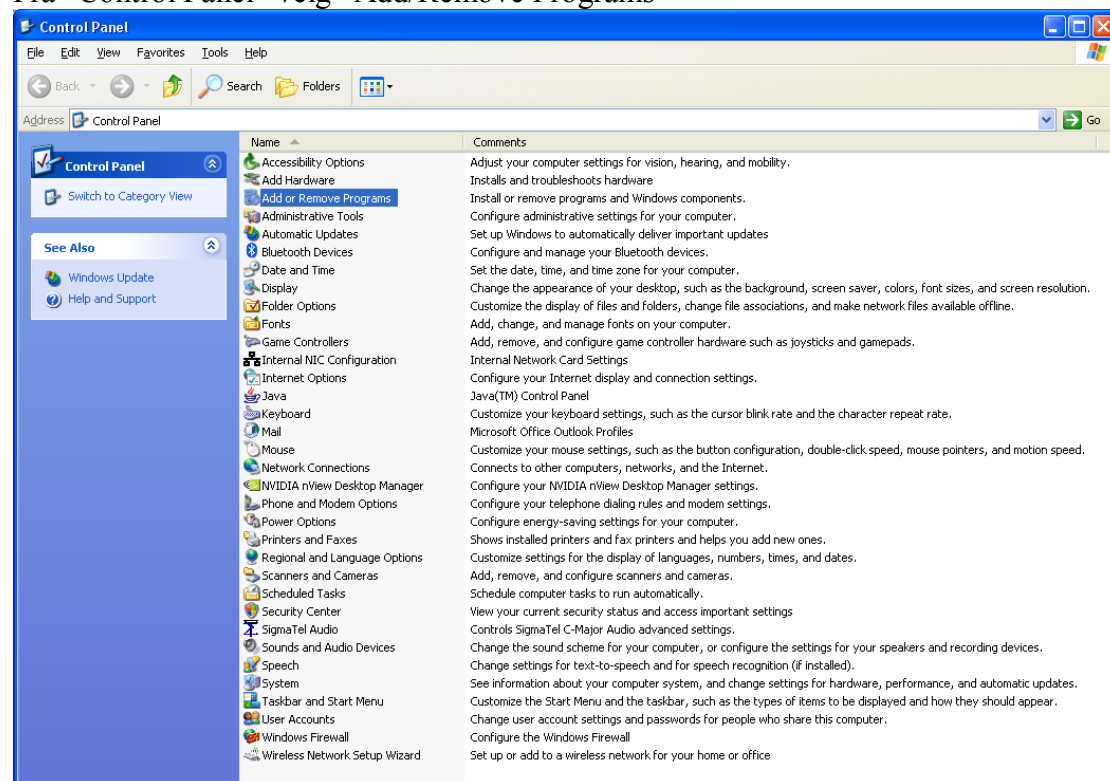 Fra "Control Panel" velg "Add/Remove Programs"
Control Panel
File Edit View Favorites Tools Help
Back Search Folders
Address Control Panel Go
Name Comments
Control Panel
Switch to Category View
See Also
Windows Update
Help and Support
Accessibility Options Adjust your computer settings for vision, hearing, and mobility.
Add Hardware Installs and troubleshoots hardware
Add or Remove Programs Install or remove programs and Windows components.
Administrative Tools Configure administrative settings for your computer.
Automatic Updates Set up Windows to automatically deliver important updates
Bluetooth Devices Configure and manage your Bluetooth devices.
Date and Time Set the date, time, and time zone for your computer.
Display Change the appearance of your desktop, such as the background, screen saver, colors, font sizes, and screen resolution.
Folder Options Customize the display of files and folders, change file associations, and make network files available offline.
Fonts Add, change, and manage fonts on your computer.
Game Controllers Add, remove, and configure game controller hardware such as joysticks and gamepads.
Internal NIC Configuration Internal Network Card Settings
Internet Options Configure your Internet display and connection settings.
Java Java(TM) Control Panel
Keyboard Customize your keyboard settings, such as the cursor blink rate and the character repeat rate.
Mail Microsoft Office Outlook Profiles
Mouse Customize your mouse settings, such as the button configuration, double-click speed, mouse pointers, and motion speed.
Network Connections Connects to other computers, networks, and the Internet.
NVIDIA nView Desktop Manager Configure your NVIDIA nView Desktop Manager settings.
Phone and Modem Options Configure your telephone dialing rules and modem settings.
Power Options Configure energy-saving settings for your computer.
Printers and Faxes Shows installed printers and fax printers and helps you add new ones.
Regional and Language Options Customize settings for the display of languages, numbers, times, and dates.
Scanners and Cameras Add, remove, and configure scanners and cameras.
Scheduled Tasks Schedule computer tasks to run automatically.
Security Center View your current security status and access important settings
SigmaTel Audio Controls SigmaTel C-Major Audio advanced settings.
Sounds and Audio Devices Change the sound scheme for your computer, or configure the settings for your speakers and recording devices.
Speech Change settings for text-to-speech and for speech recognition (if installed).
System See information about your computer system, and change settings for hardware, performance, and automatic updates.
Taskbar and Start Menu Customize the Start Menu and the taskbar, such as the types of items to be displayed and how they should appear.
User Accounts Change user account settings and passwords for people who share this computer.
Windows Firewall Configure the Windows Firewall
Wireless Network Setup Wizard Set up or add to a wireless network for your home or office